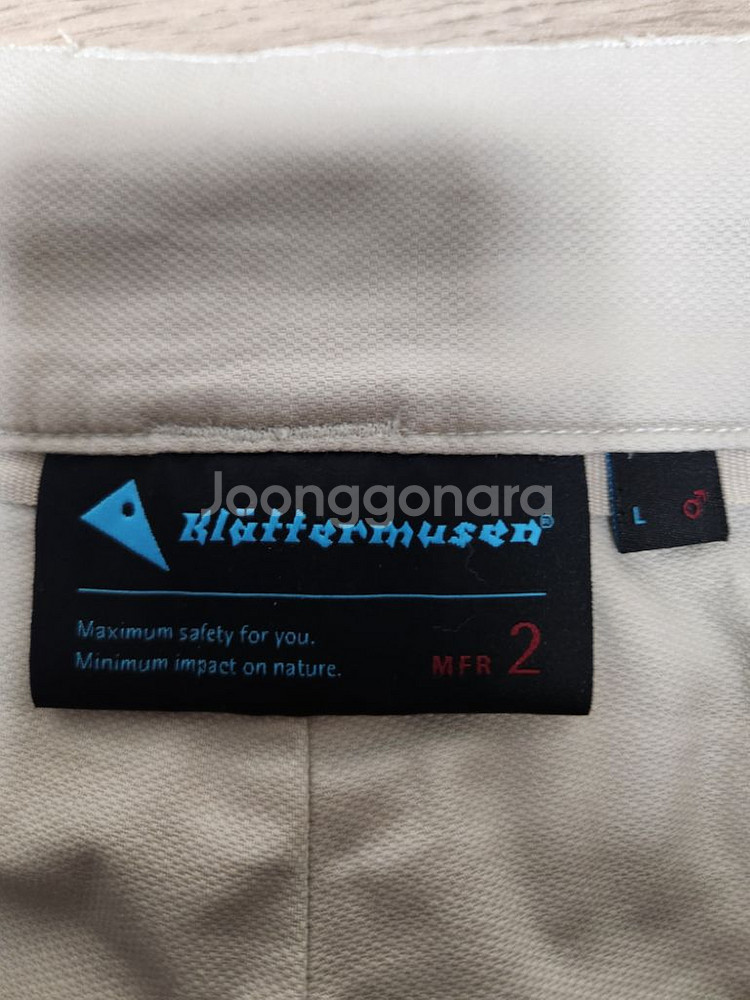 Joonggonara
Klättermusen®
L ♂
Maximum safety for you.
Minimum impact on nature.
MFR 2